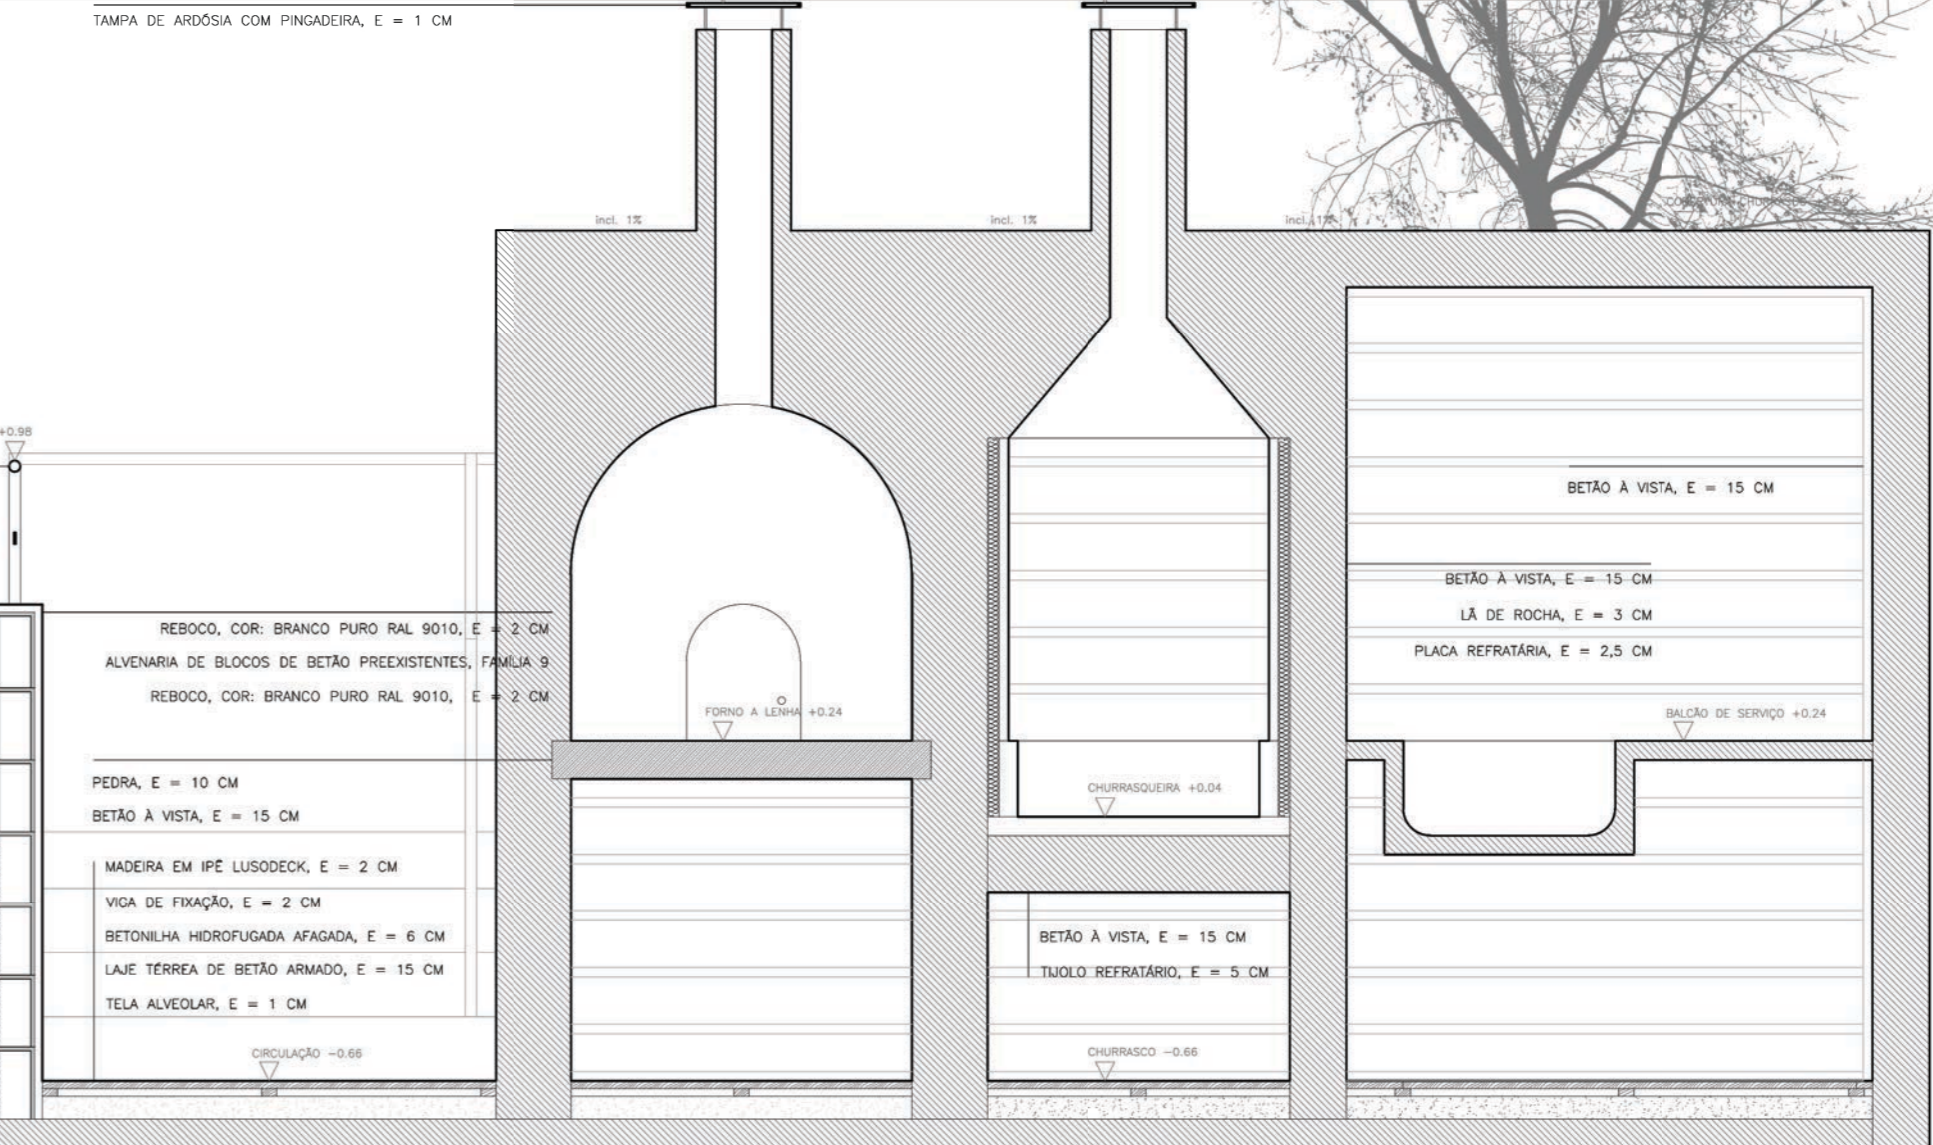 TAMPA DE ARDÓSIA COM PINGADEIRA, E = 1 CM
incl. 1%
incl. 1%
incl. 1%
+0.98
BETÃO À VISTA, E = 15 CM
BETÃO À VISTA, E = 15 CM
LÃ DE ROCHA, E = 3 CM
PLACA REFRATÁRIA, E = 2,5 CM
REBOCO, COR: BRANCO PURO RAL 9010, E = 2 CM
ALVENARIA DE BLOCOS DE BETÃO PREEXISTENTES, FAMÍLIA 9
REBOCO, COR: BRANCO PURO RAL 9010, E = 2 CM
FORNO A LENHA +0.24
BALCÃO DE SERVIÇO +0.24
PEDRA, E = 10 CM
BETÃO À VISTA, E = 15 CM
CHURRASQUEIRA +0.04
MADEIRA EM IPÊ LUSODECK, E = 2 CM
VIGA DE FIXAÇÃO, E = 2 CM
BETONILHA HIDROFUGADA AFAGADA, E = 6 CM
LAJE TÉRREA DE BETÃO ARMADO, E = 15 CM
TELA ALVEOLAR, E = 1 CM
BETÃO À VISTA, E = 15 CM
TIJOLO REFRATÁRIO, E = 5 CM
CIRCULAÇÃO -0.66
CHURRASCO -0.66